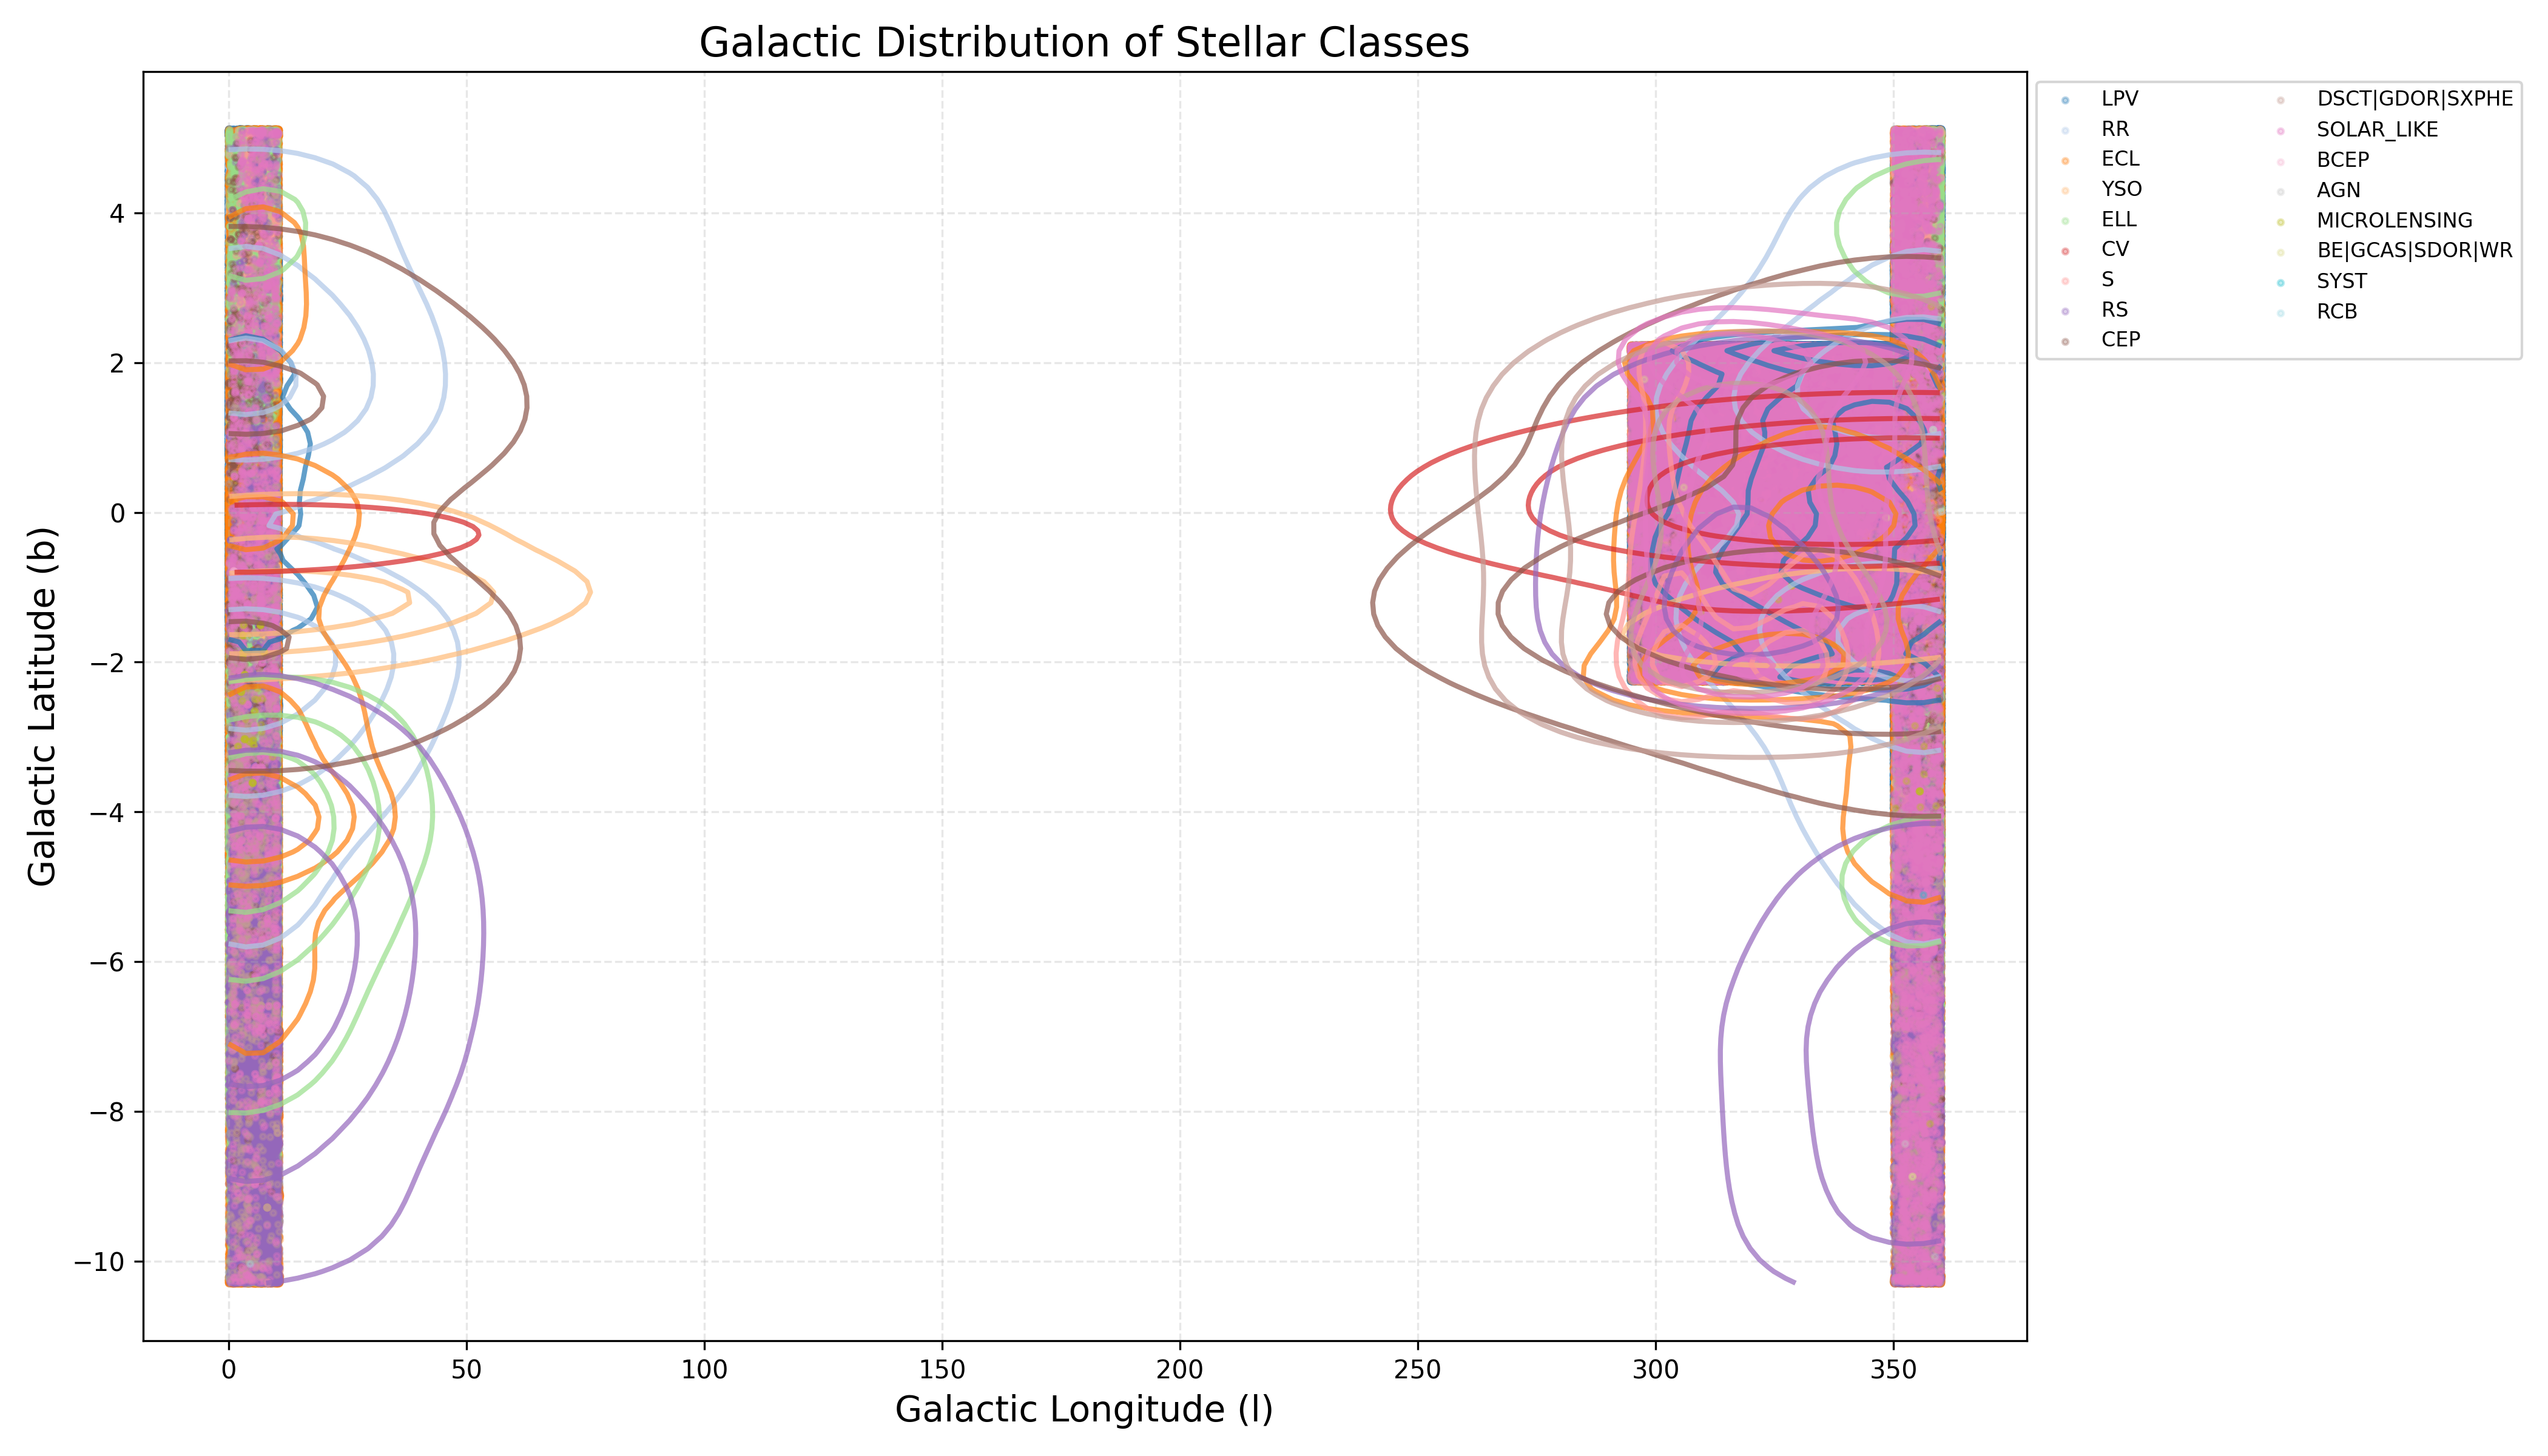 Galactic Distribution of Stellar Classes
Galactic Latitude (b)
4
2
0
−2
−4
−6
−8
−10
0
50
100
150
200
250
300
350
Galactic Longitude (l)
LPV
RR
ECL
YSO
ELL
CV
S
RS
CEP
DSCT|GDOR|SXPHE
SOLAR_LIKE
BCEP
AGN
MICROLENSING
BE|GCAS|SDOR|WR
SYST
RCB